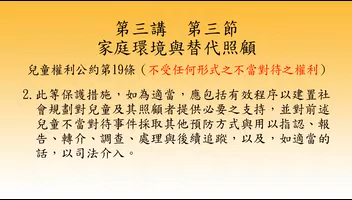 第三講　第三節
家庭環境與替代照顧
兒童權利公約第19條（不受任何形式之不當對待之權利）
2.此等保護措施，如為適當，應包括有效程序以建置社
會規劃對兒童及其照顧者提供必要之支持，並對前述
兒童不當對待事件採取其他預防方式與用以指認、報
告、轉介、調查、處理與後續追蹤，以及，如適當的
話，以司法介入。